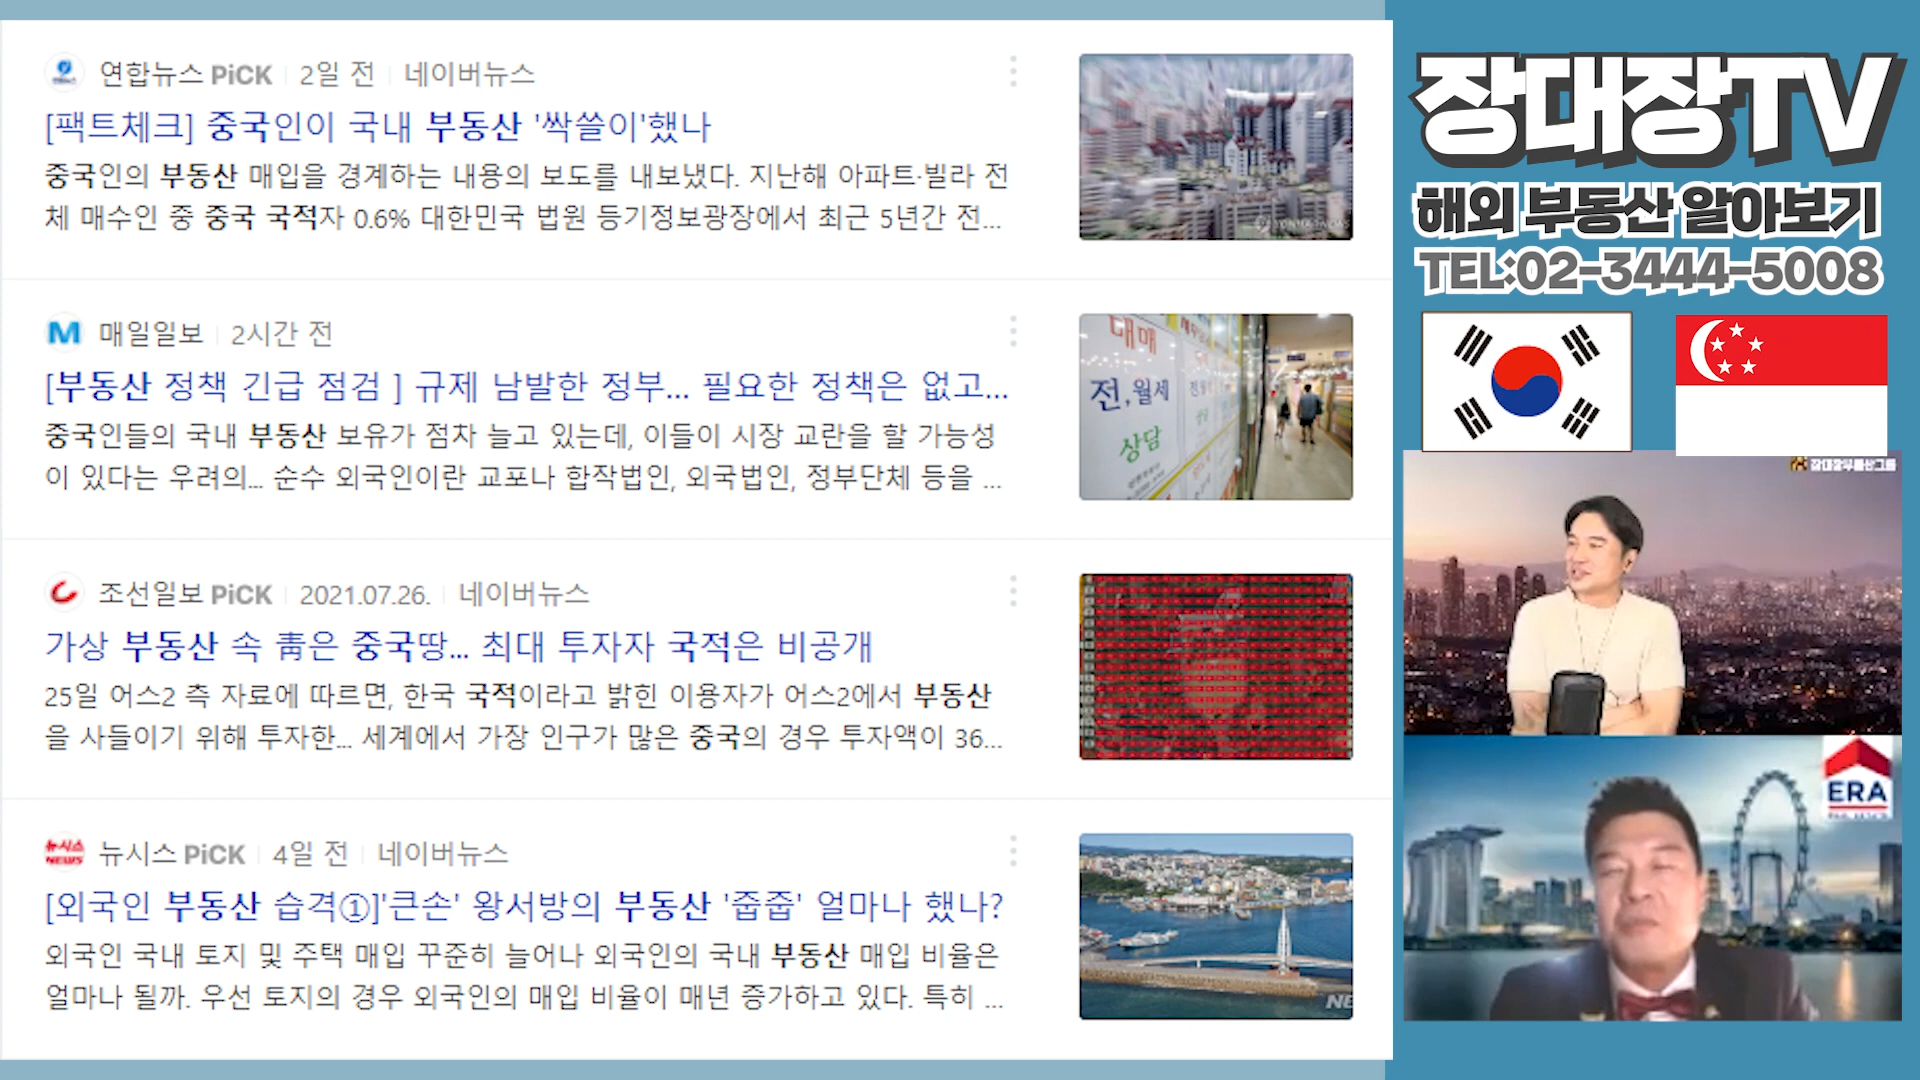 연합뉴스 PiCK 2일 전 네이버뉴스
[팩트체크] 중국인이 국내 부동산 '싹쓸이'했나
중국인의 부동산 매입을 경계하는 내용의 보도를 내보냈다. 지난해 아파트·빌라 전
체 매수인 중 중국 국적자 0.6% 대한민국 법원 등기정보광장에서 최근 5년간 전...
M 매일일보 2시간 전
[부동산 정책 긴급 점검 ] 규제 남발한 정부... 필요한 정책은 없고...
중국인들의 국내 부동산 보유가 점차 늘고 있는데, 이들이 시장 교란을 할 가능성
이 있다는 우려의... 순수 외국인이란 교포나 합작법인, 외국법인, 정부단체 등을 ...
매매
전,월세
상담
조선일보 PiCK 2021.07.26. 네이버뉴스
가상 부동산 속 靑은 중국땅... 최대 투자자 국적은 비공개
25일 어스2 측 자료에 따르면, 한국 국적이라고 밝힌 이용자가 어스2에서 부동산
을 사들이기 위해 투자한... 세계에서 가장 인구가 많은 중국의 경우 투자액이 36...
뉴시스 NEWS 뉴시스 PiCK 4일 전 네이버뉴스
[외국인 부동산 습격①]'큰손' 왕서방의 부동산 '줍줍' 얼마나 했나?
외국인 국내 토지 및 주택 매입 꾸준히 늘어나 외국인의 국내 부동산 매입 비율은
얼마나 될까. 우선 토지의 경우 외국인의 매입 비율이 매년 증가하고 있다. 특히 ...
장대장TV
해외 부동산 알아보기
TEL:02-3444-5008
장대장부동산그룹
ERA